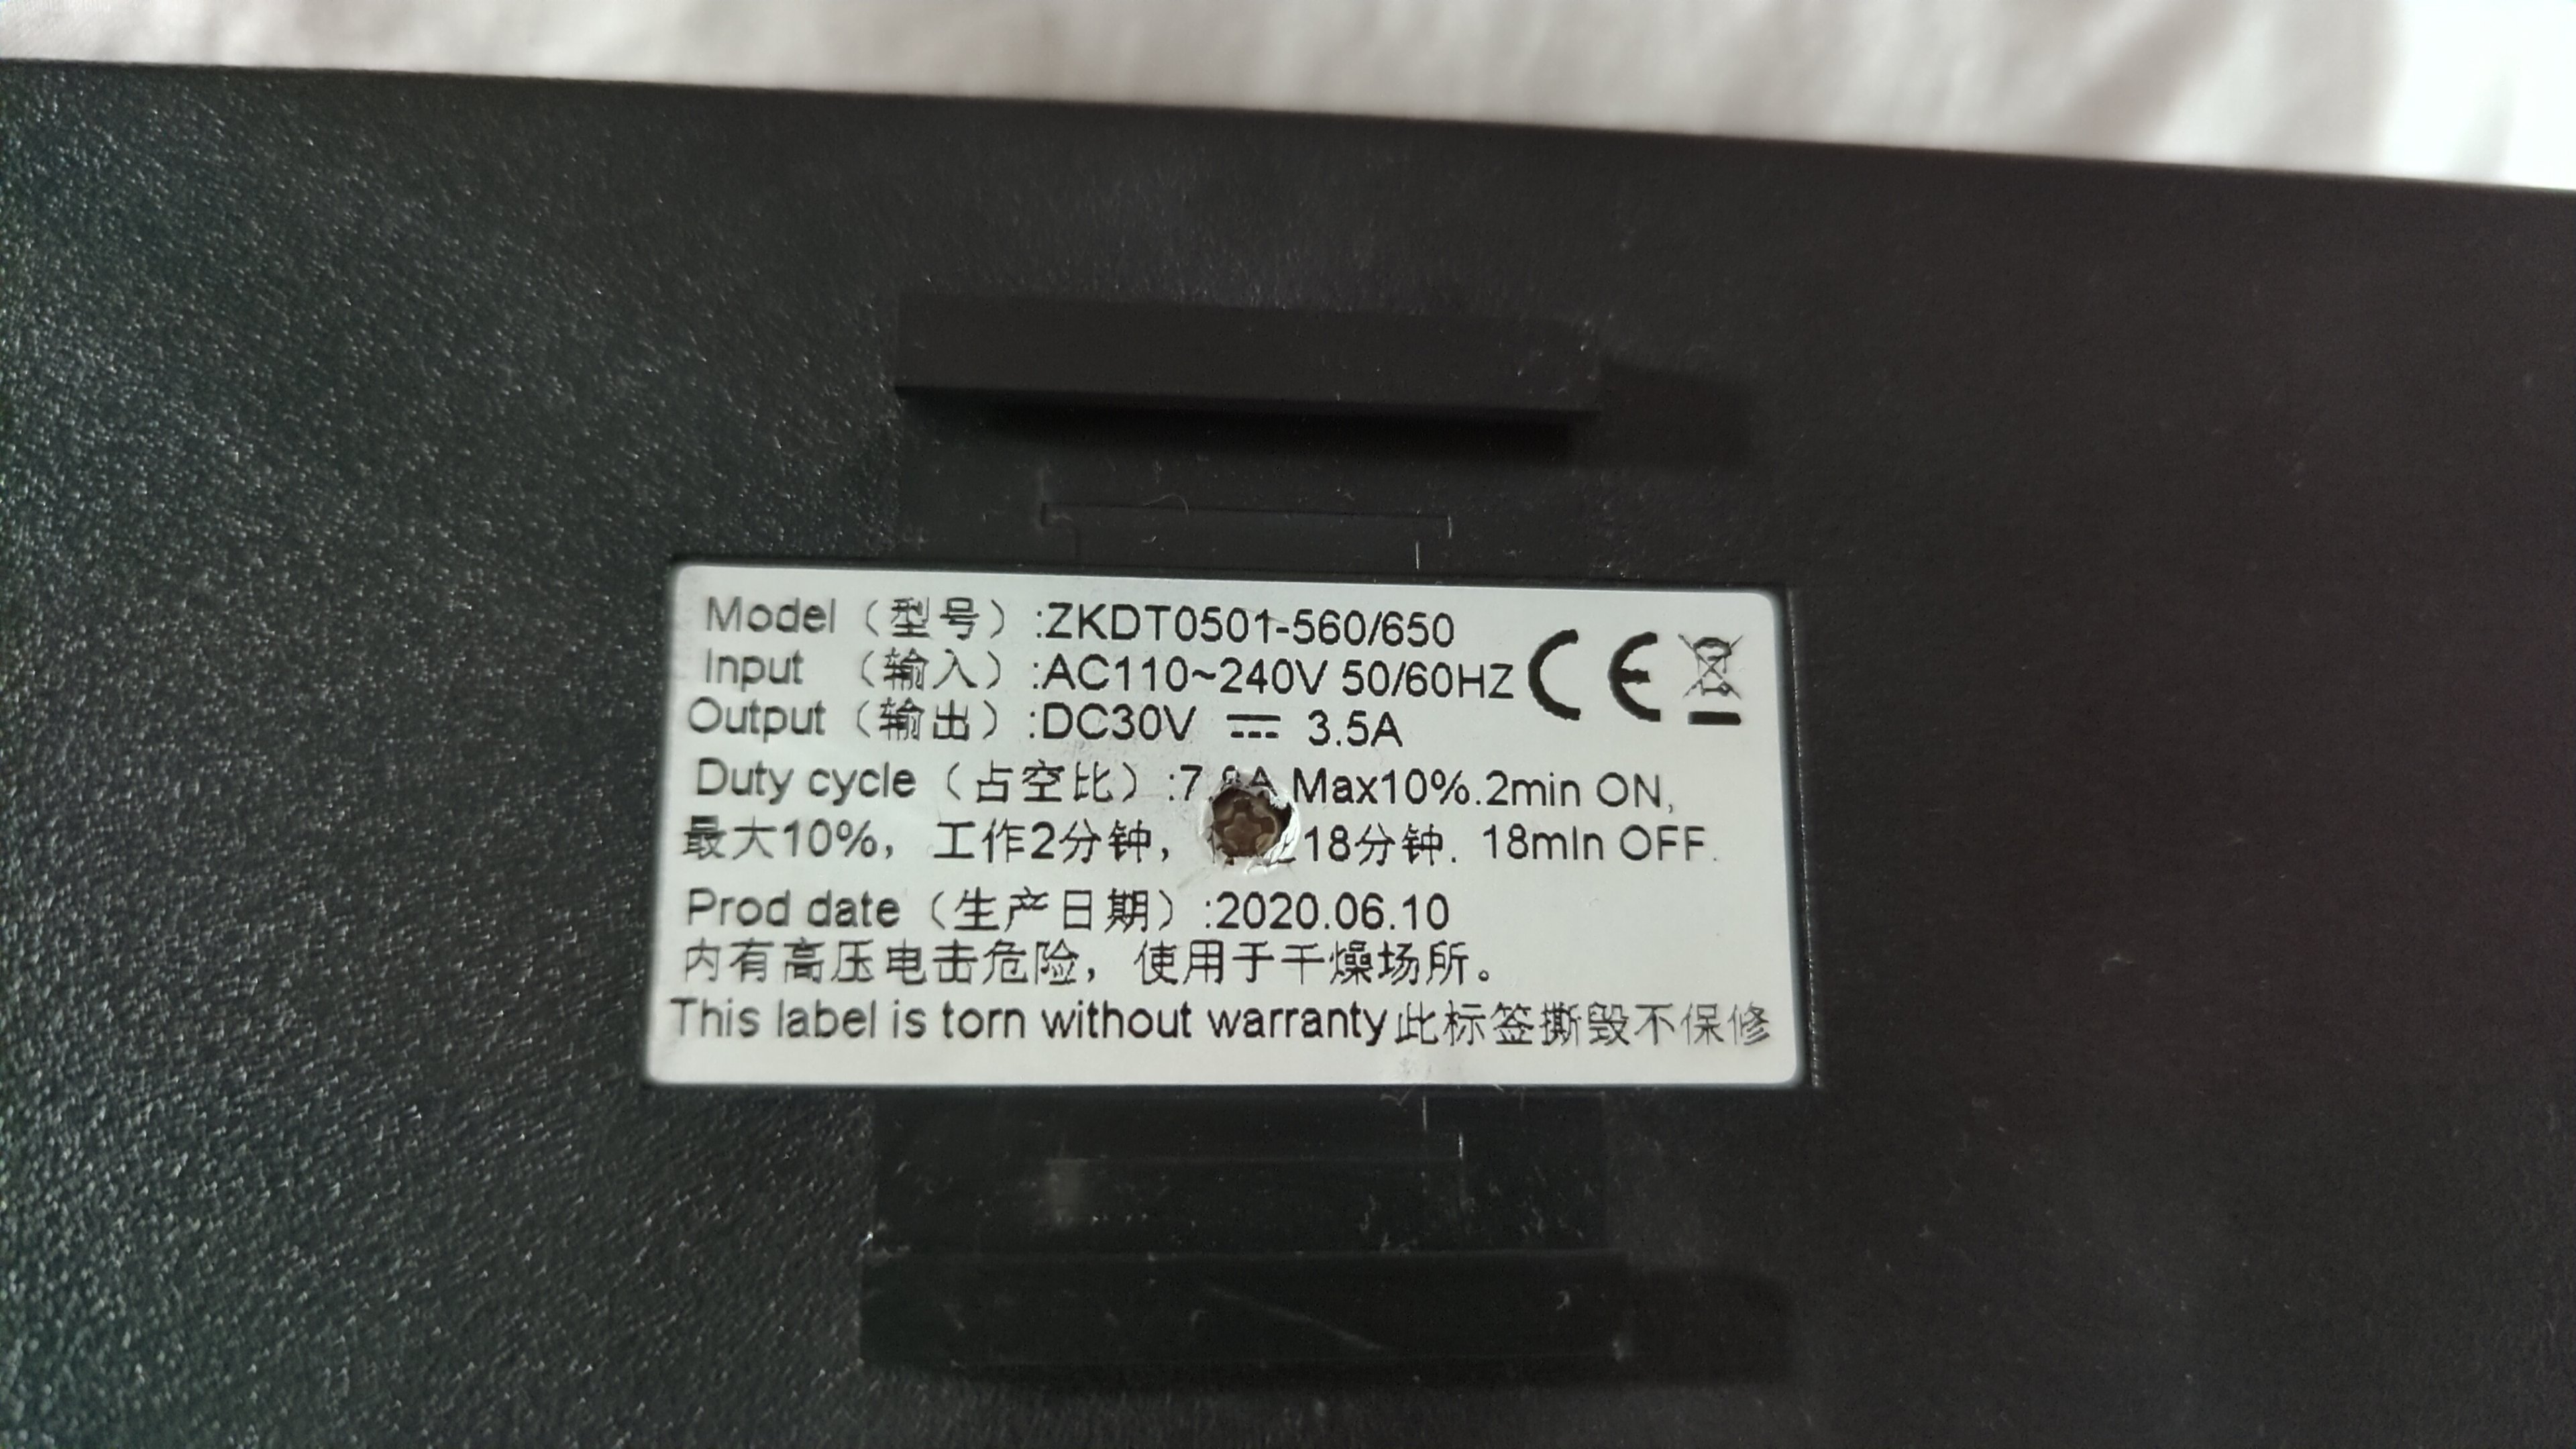 Model（型号）:ZKDT0501-560/650
Input （输入）:AC110~240V 50/60HZ
CE
Output（输出）:DC30V ⎓ 3.5A
Duty cycle（占空比）: Max10%.2min ON,
最大10%，工作2分钟，18分钟. 18min OFF.
Prod date（生产日期）:2020.06.10
内有高压电击危险，使用于干燥场所。
This label is torn without warranty此标签撕毁不保修